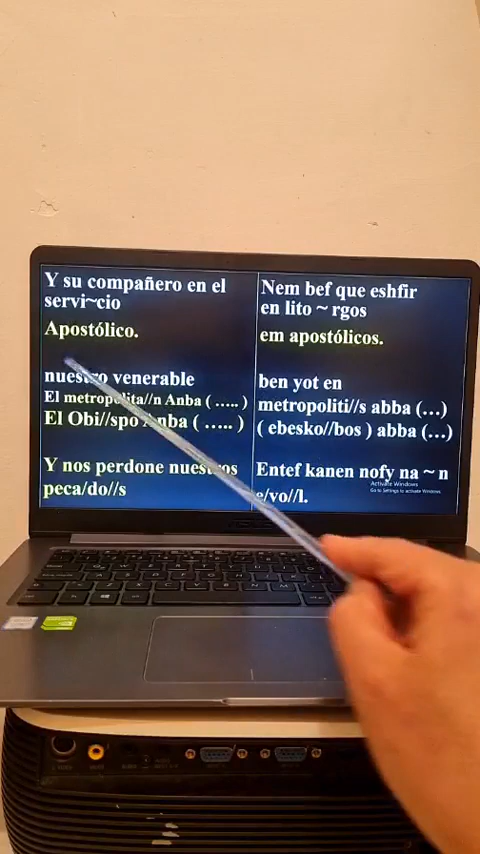 Y su compañero en el
servi~cio
Apostólico.
nuestro venerable
El metropolita//n Anba ( ..... )
El Obi//spo Anba ( ..... )
Y nos perdone nuestros
peca/do//s
Nem bef que eshfir
en lito ~ rgos
em apostólicos.
ben yot en
metropoliti//s abba (...)
( ebesko//bos ) abba (...)
Entef kanen nofy na ~ n
e/vo//l.
Activate Windows
Go to Settings to activate Windows.
ASUS